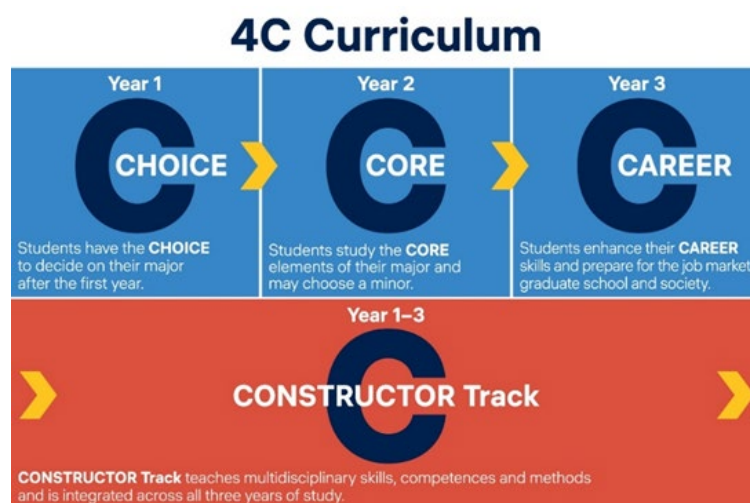 4C Curriculum
Year 1
CHOICE
Students have the CHOICE
to decide on their major
after the first year.
Year 2
CORE
Students study the CORE
elements of their major and
may choose a minor.
Year 3
CAREER
Students enhance their CAREER
skills and prepare for the job market,
graduate school and society.
Year 1–3
CONSTRUCTOR Track
CONSTRUCTOR Track teaches multidisciplinary skills, competences and methods
and is integrated across all three years of study.